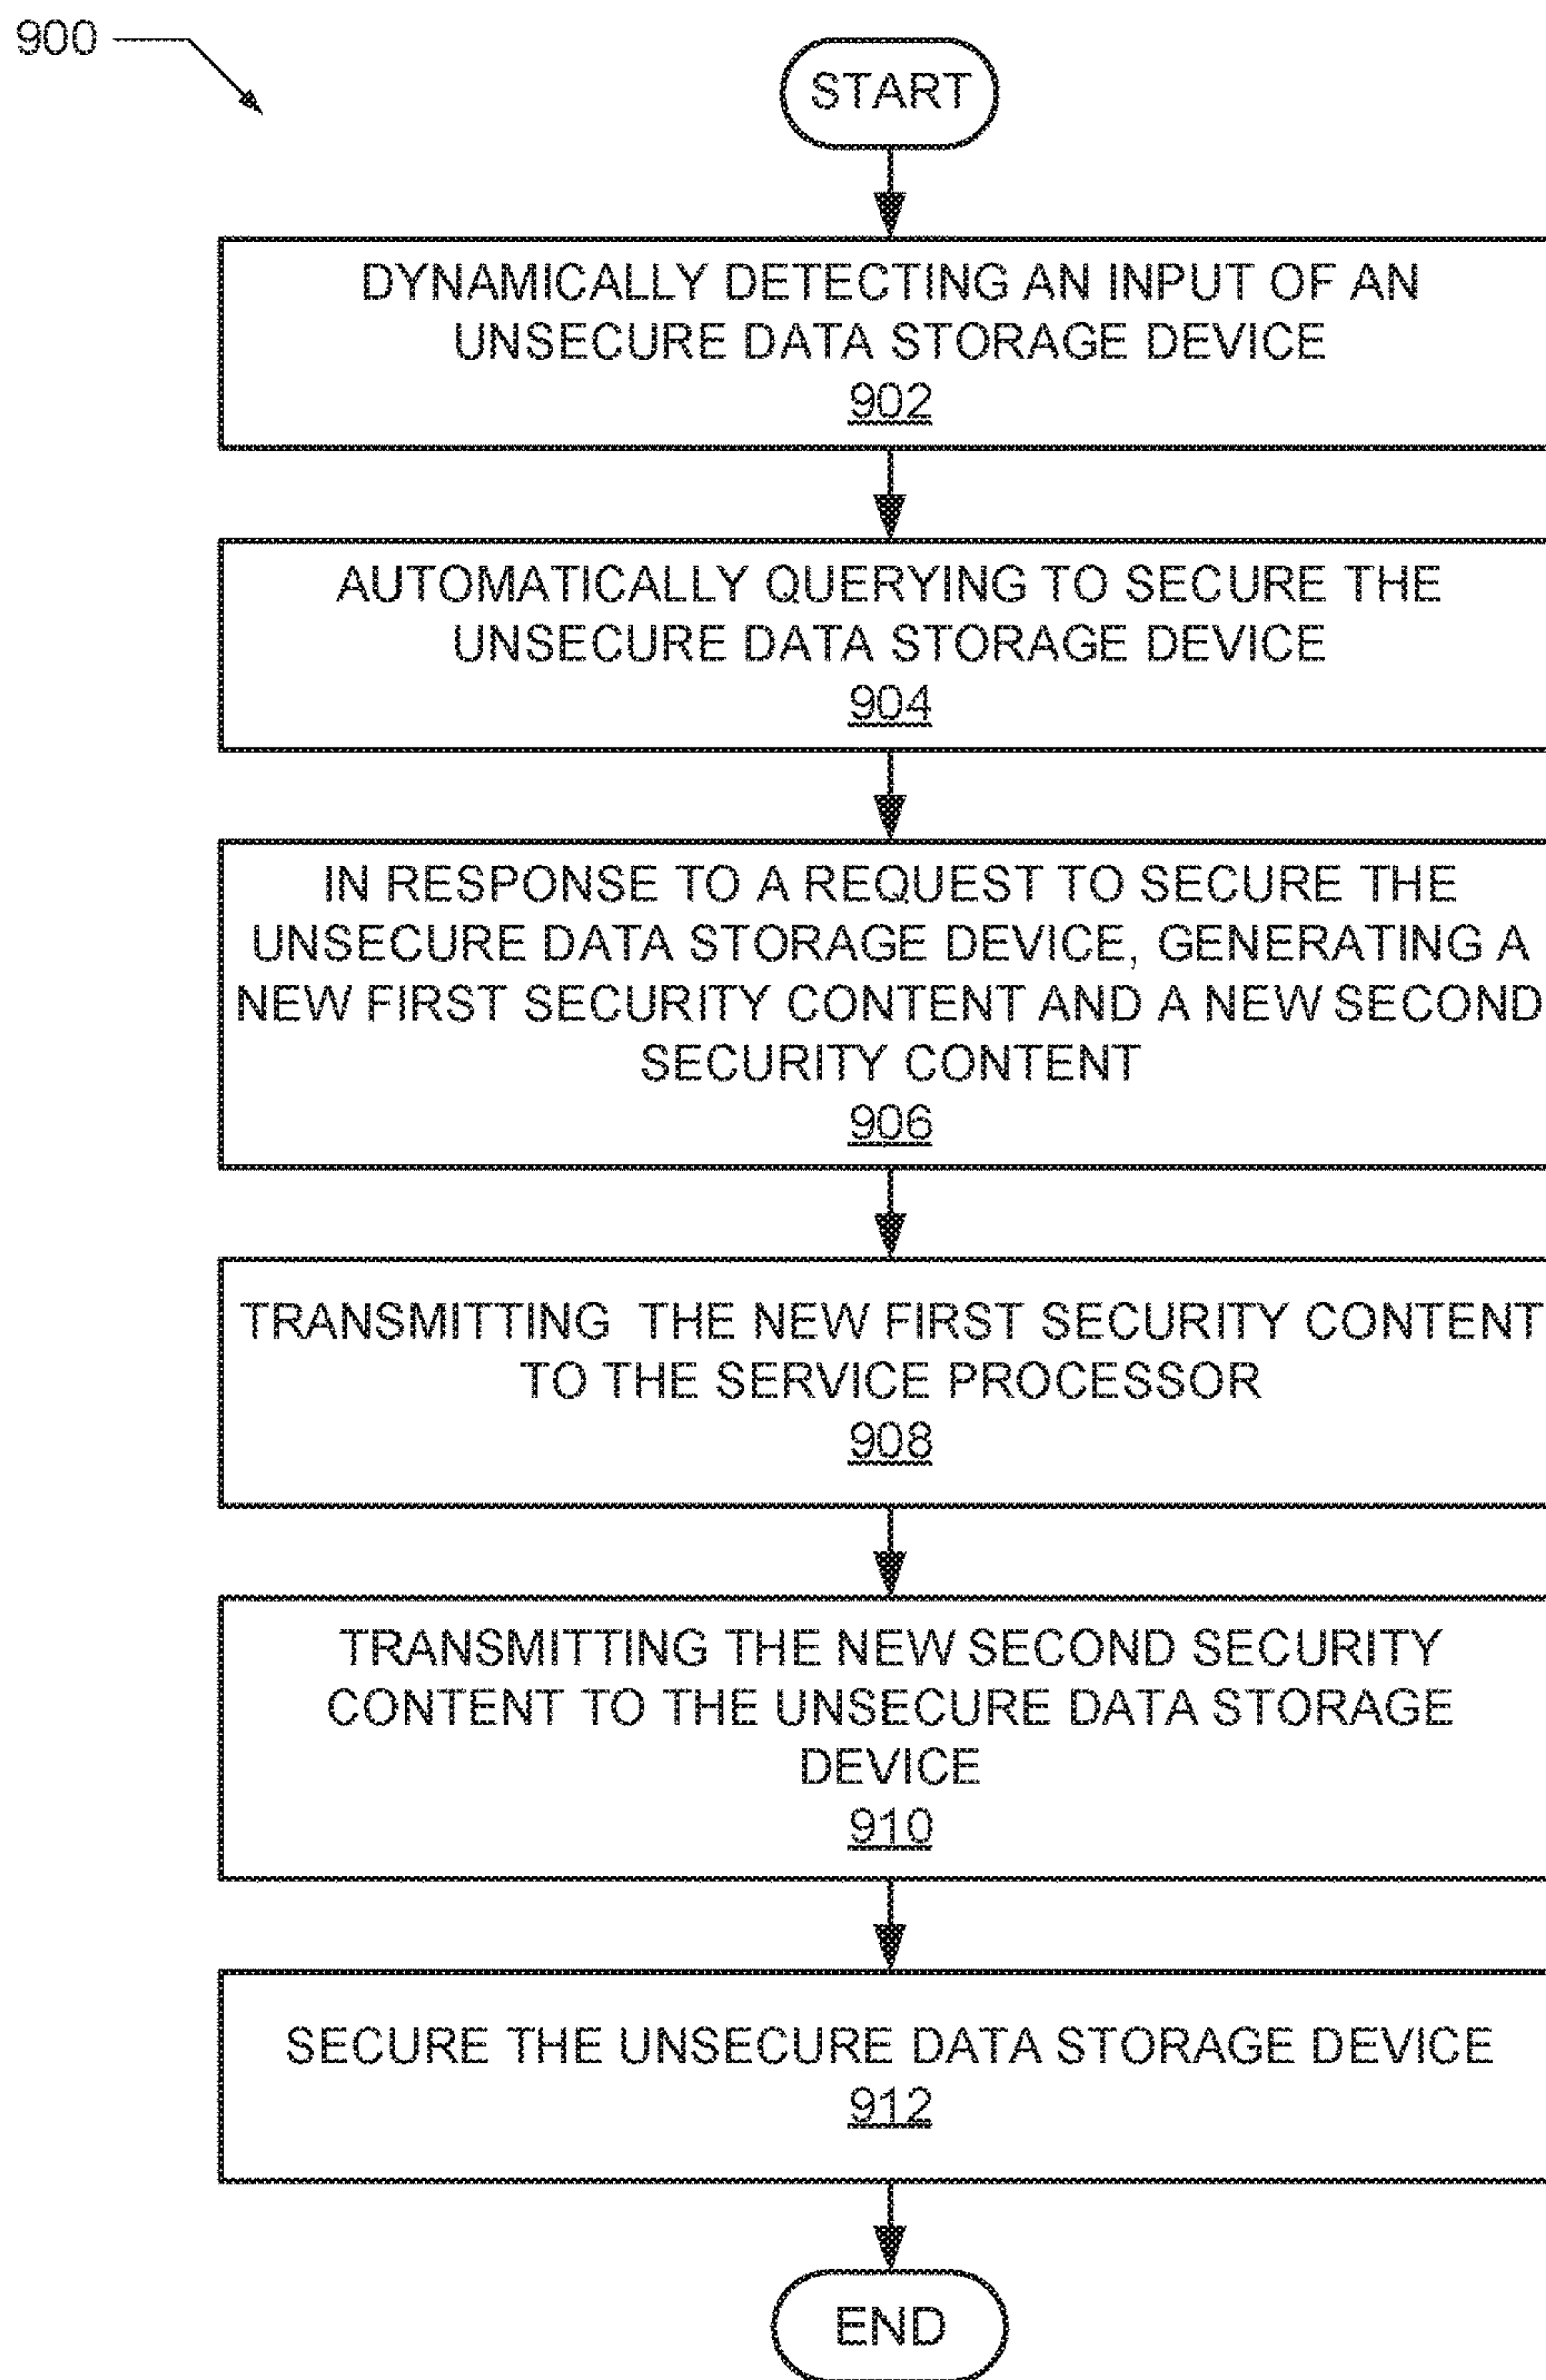 900
START
DYNAMICALLY DETECTING AN INPUT OF AN
UNSECURE DATA STORAGE DEVICE
902
AUTOMATICALLY QUERYING TO SECURE THE
UNSECURE DATA STORAGE DEVICE
904
IN RESPONSE TO A REQUEST TO SECURE THE
UNSECURE DATA STORAGE DEVICE, GENERATING A
NEW FIRST SECURITY CONTENT AND A NEW SECOND
SECURITY CONTENT
906
TRANSMITTING THE NEW FIRST SECURITY CONTENT
TO THE SERVICE PROCESSOR
908
TRANSMITTING THE NEW SECOND SECURITY
CONTENT TO THE UNSECURE DATA STORAGE
DEVICE
910
SECURE THE UNSECURE DATA STORAGE DEVICE
912
END